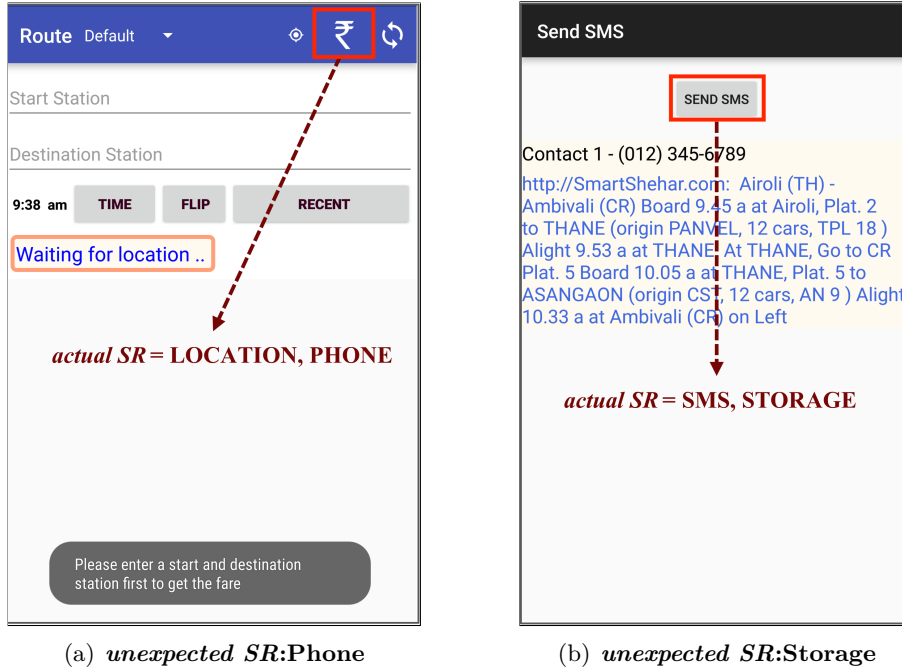 Route Default ₹
Start Station
Destination Station
9:38 am TIME FLIP RECENT
Waiting for location ..
actual SR = LOCATION, PHONE
Please enter a start and destination
station first to get the fare
(a) unexpected SR:Phone
Send SMS
SEND SMS
Contact 1 - (012) 345-6789
http://SmartShehar.com: Airoli (TH) -
Ambivali (CR) Board 9.45 a at Airoli, Plat. 2
to THANE (origin PANVEL, 12 cars, TPL 18 )
Alight 9.53 a at THANE At THANE, Go to CR
Plat. 5 Board 10.05 a at THANE, Plat. 5 to
ASANGAON (origin CST, 12 cars, AN 9 ) Alight
10.33 a at Ambivali (CR) on Left
actual SR = SMS, STORAGE
(b) unexpected SR:Storage